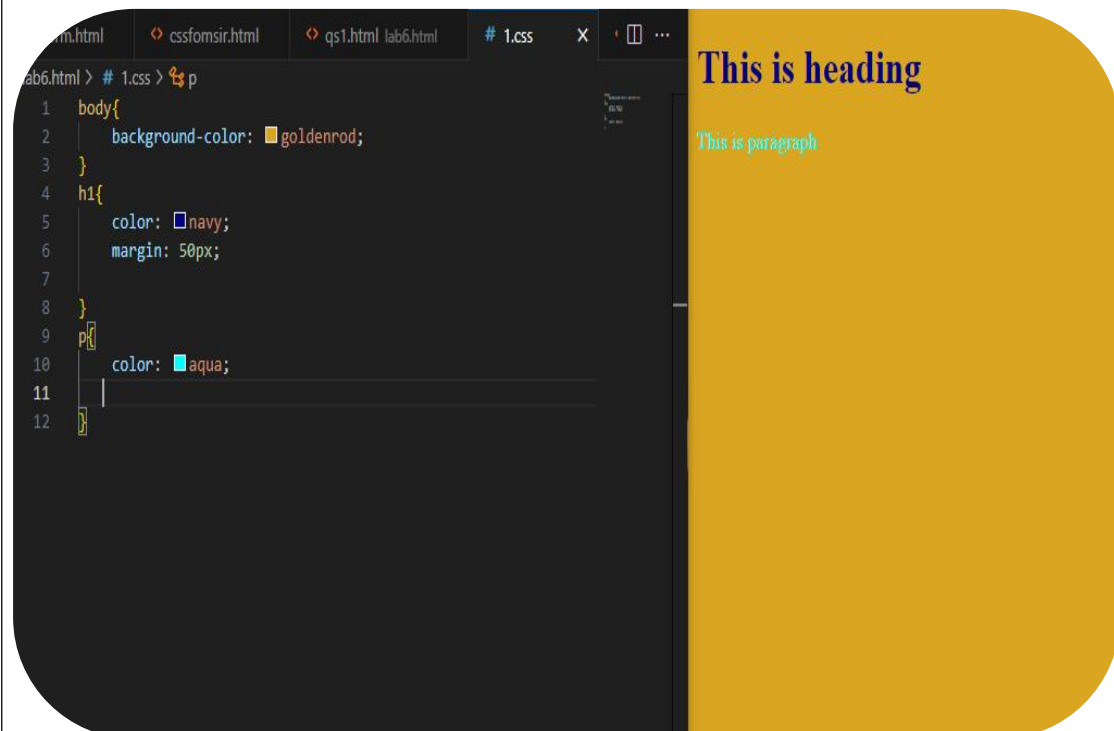 rm.html cssfomsir.html qs1.html lab6.html # 1.css X ...
ab6.html > # 1.css > p
1 body{
2 background-color: goldenrod;
3 }
4 h1{
5 color: navy;
6 margin: 50px;
7
8 }
9 p{
10 color: aqua;
11
12 }
This is heading
This is paragraph